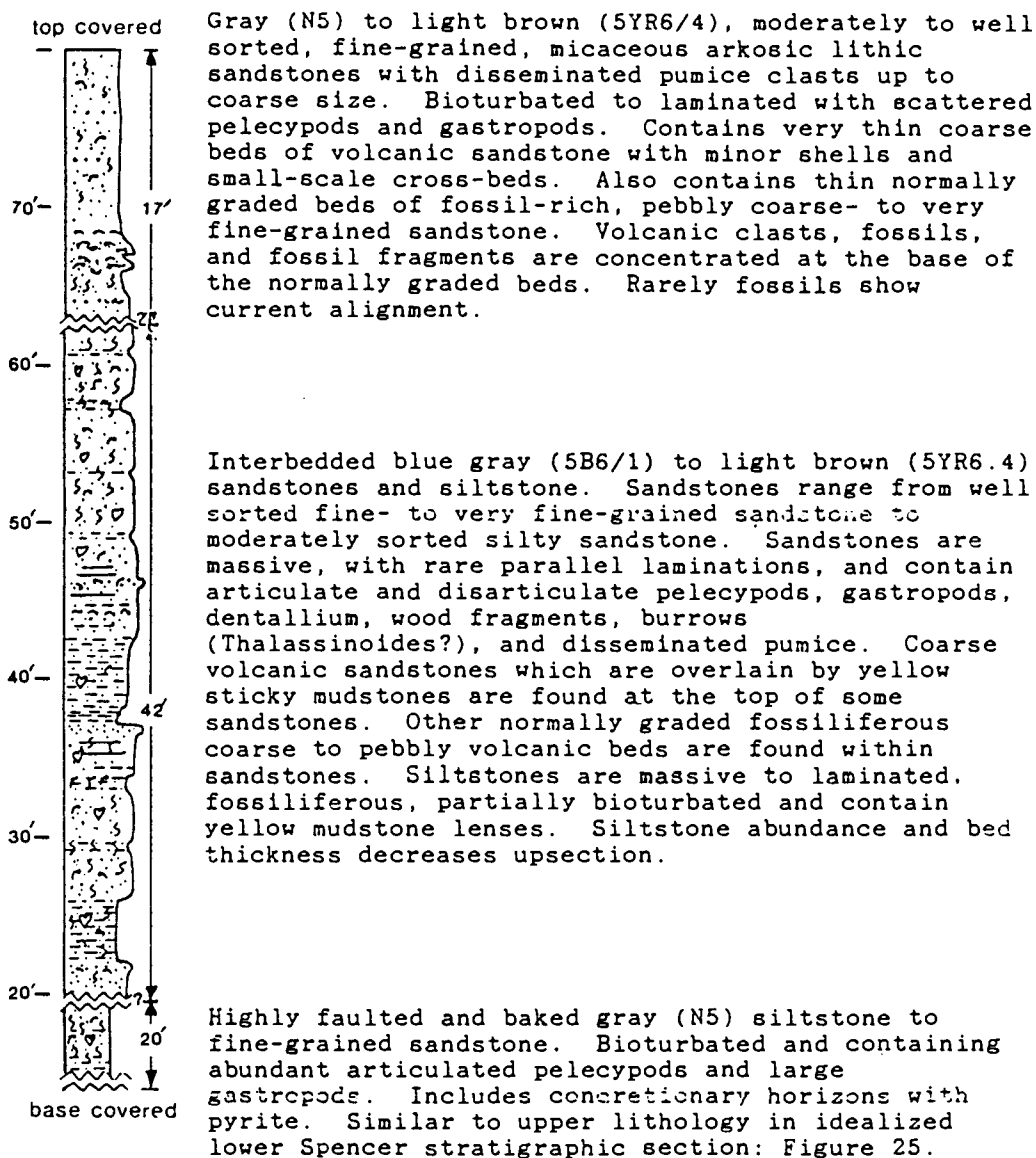 top covered
70'
60'
50'
40'
30'
20'
17'
?
42'
?
20'
base covered
Gray (N5) to light brown (5YR6/4), moderately to well
sorted, fine-grained, micaceous arkosic lithic
sandstones with disseminated pumice clasts up to
coarse size. Bioturbated to laminated with scattered
pelecypods and gastropods. Contains very thin coarse
beds of volcanic sandstone with minor shells and
small-scale cross-beds. Also contains thin normally
graded beds of fossil-rich, pebbly coarse- to very
fine-grained sandstone. Volcanic clasts, fossils,
and fossil fragments are concentrated at the base of
the normally graded beds. Rarely fossils show
current alignment.
Interbedded blue gray (5B6/1) to light brown (5YR6.4)
sandstones and siltstone. Sandstones range from well
sorted fine- to very fine-grained sandstone to
moderately sorted silty sandstone. Sandstones are
massive, with rare parallel laminations, and contain
articulate and disarticulate pelecypods, gastropods,
dentallium, wood fragments, burrows
(Thalassinoides?), and disseminated pumice. Coarse
volcanic sandstones which are overlain by yellow
sticky mudstones are found at the top of some
sandstones. Other normally graded fossiliferous
coarse to pebbly volcanic beds are found within
sandstones. Siltstones are massive to laminated,
fossiliferous, partially bioturbated and contain
yellow mudstone lenses. Siltstone abundance and bed
thickness decreases upsection.
Highly faulted and baked gray (N5) siltstone to
fine-grained sandstone. Bioturbated and containing
abundant articulated pelecypods and large
gastropods. Includes concretionary horizons with
pyrite. Similar to upper lithology in idealized
lower Spencer stratigraphic section: Figure 25.